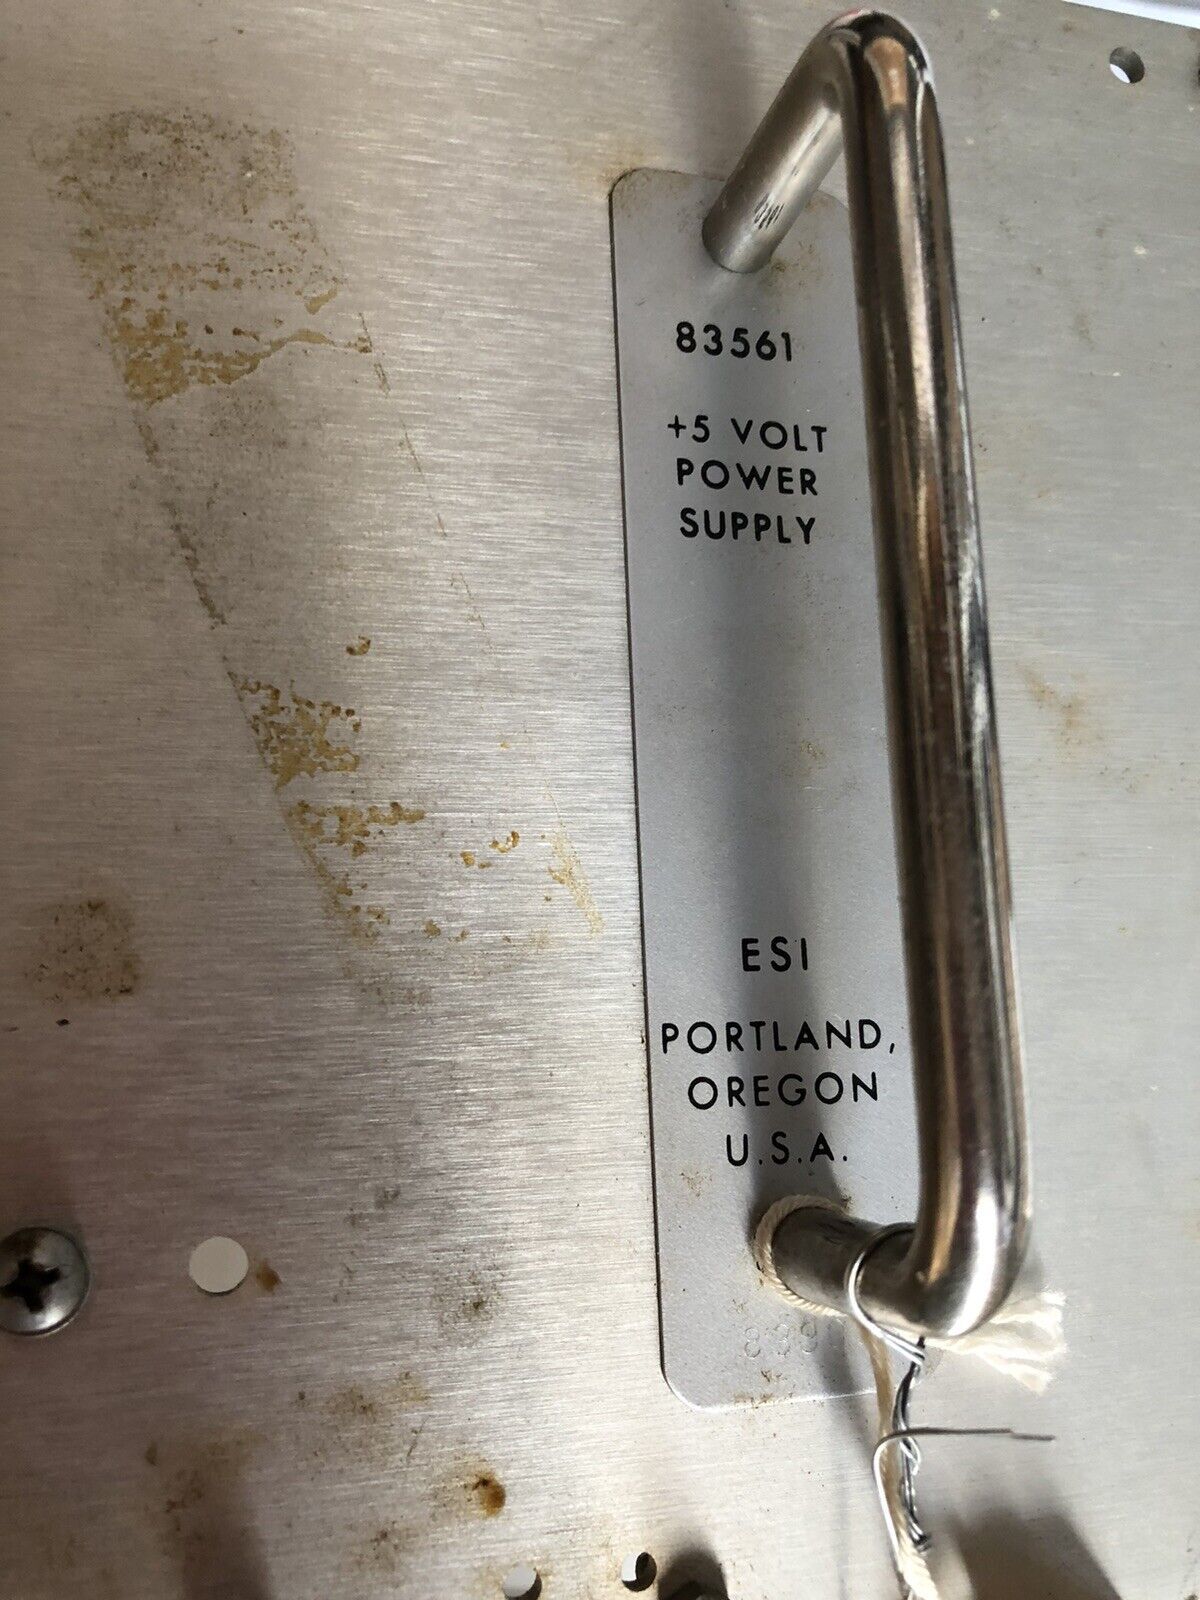 83561
+5 VOLT
POWER
SUPPLY
ESI
PORTLAND,
OREGON
U.S.A.